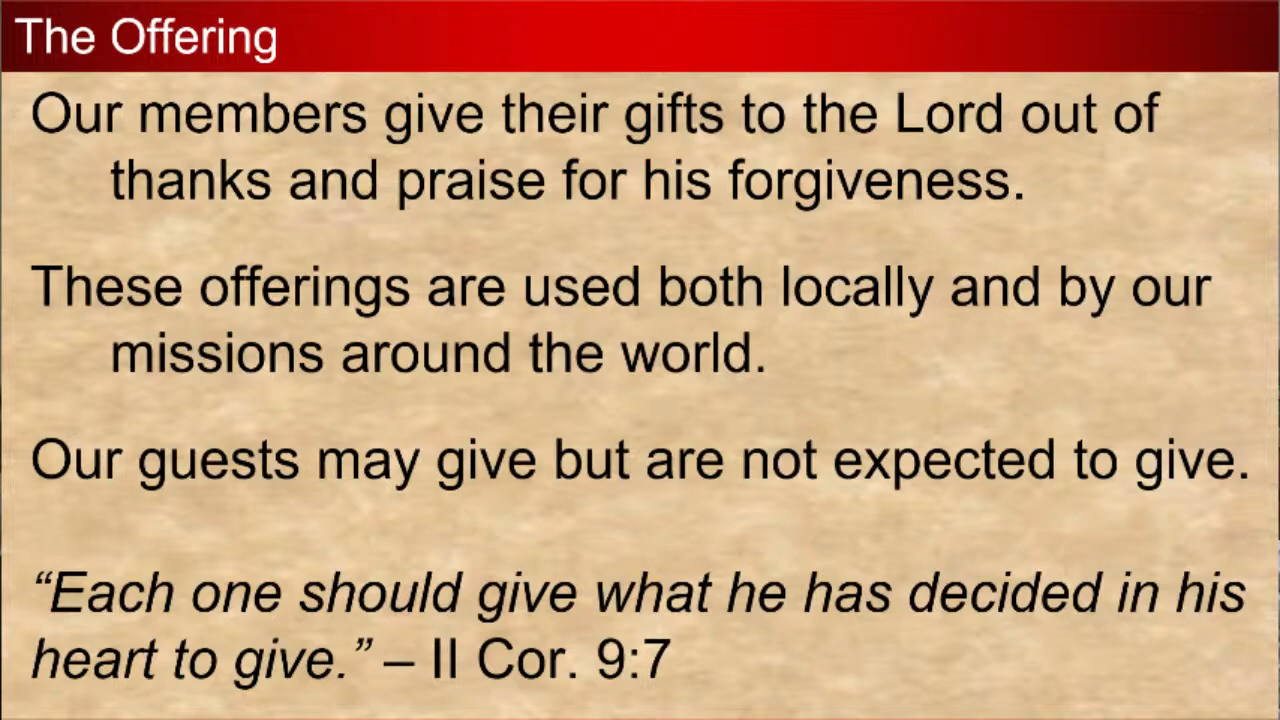 The Offering
Our members give their gifts to the Lord out of
thanks and praise for his forgiveness.
These offerings are used both locally and by our
missions around the world.
Our guests may give but are not expected to give.
“Each one should give what he has decided in his
heart to give.” – II Cor. 9:7